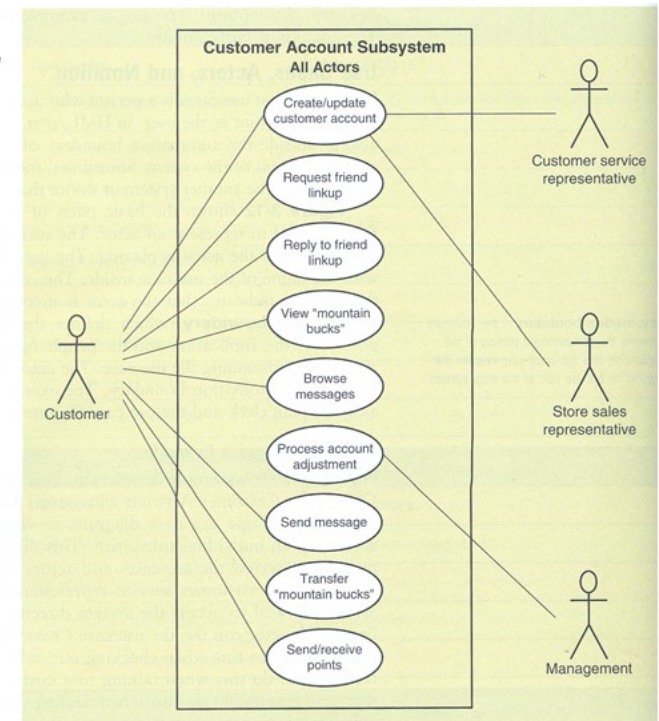 Customer Account Subsystem
All Actors
Create/update
customer account
Customer service
representative
Request friend
linkup
Reply to friend
linkup
View "mountain
bucks"
Customer
Browse
messages
Store sales
representative
Process account
adjustment
Send message
Transfer
"mountain bucks"
Send/receive
points
Management